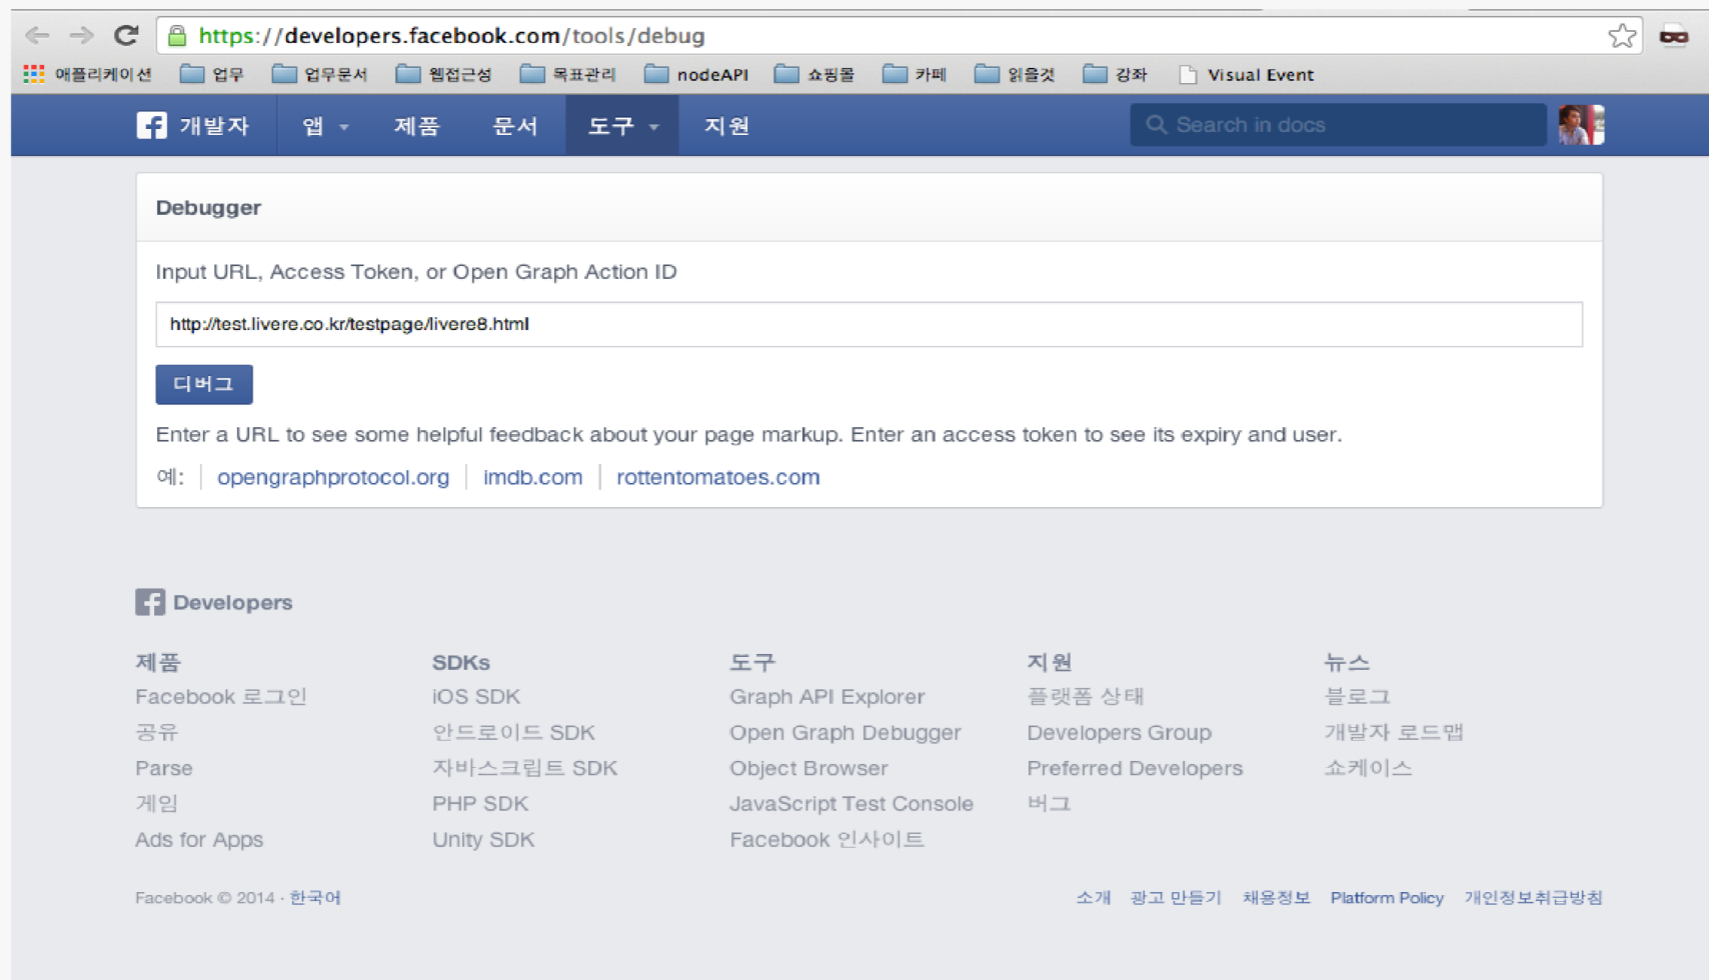 https://developers.facebook.com/tools/debug
애플리케이션 업무 업무문서 웹접근성 목표관리 nodeAPI 쇼핑몰 카페 읽을것 강좌 Visual Event
개발자 앱 제품 문서 도구 지원 Search in docs
Debugger
Input URL, Access Token, or Open Graph Action ID
http://test.livere.co.kr/testpage/livere8.html
디버그
Enter a URL to see some helpful feedback about your page markup. Enter an access token to see its expiry and user.
예: opengraphprotocol.org imdb.com rottentomatoes.com
Developers
제품 SDKs 도구 지원 뉴스
Facebook 로그인 iOS SDK Graph API Explorer 플랫폼 상태 블로그
공유 안드로이드 SDK Open Graph Debugger Developers Group 개발자 로드맵
Parse 자바스크립트 SDK Object Browser Preferred Developers 쇼케이스
게임 PHP SDK JavaScript Test Console 버그
Ads for Apps Unity SDK Facebook 인사이트
Facebook © 2014 · 한국어 소개 광고 만들기 채용정보 Platform Policy 개인정보취급방침